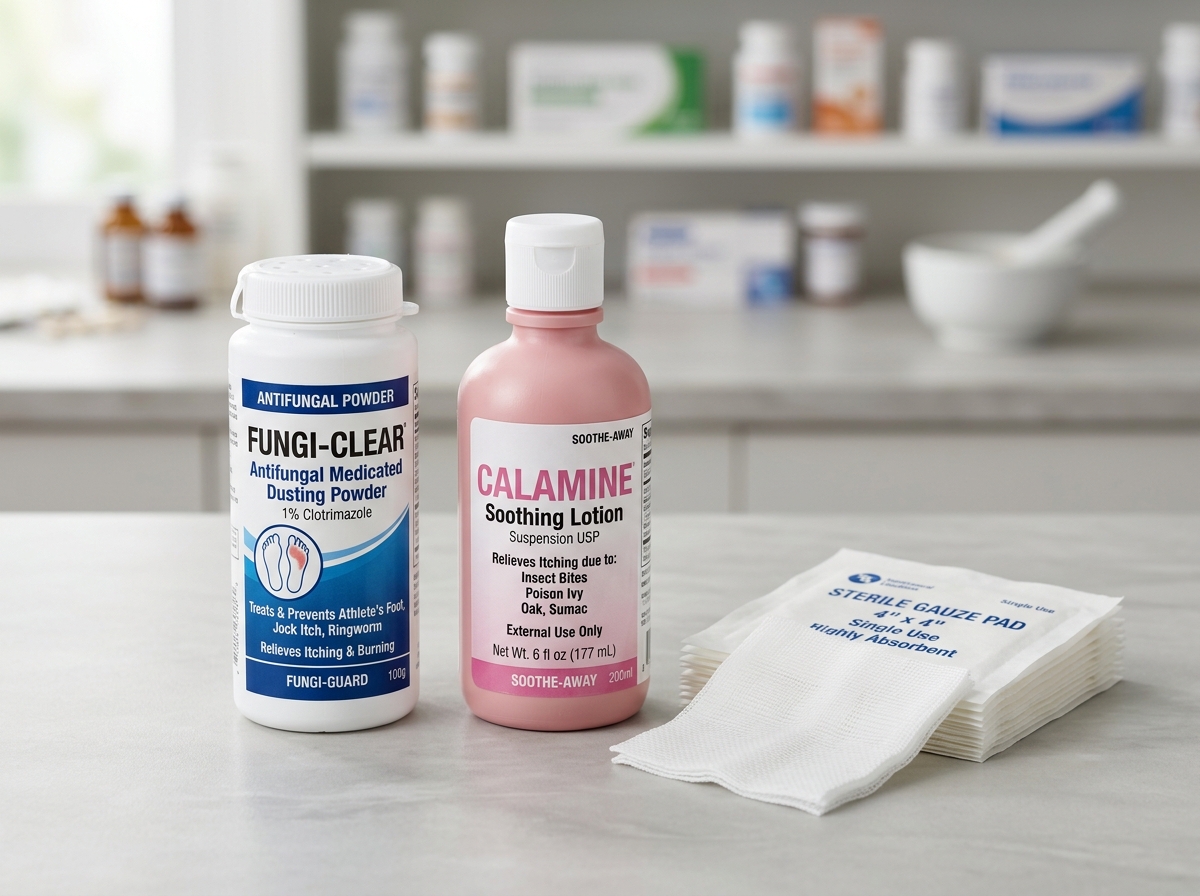 ANTIFUNGAL POWDER
FUNGI-CLEAR
Antifungal Medicated
Dusting Powder
1% Clotrimazole
Treats & Prevents Athlete's Foot,
Jock Itch, Ringworm
Relieves Itching & Burning
FUNGI-GUARD 100g
SOOTHE-AWAY
CALAMINE
Soothing Lotion
Suspension USP
Relieves Itching due to:
Insect Bites
Poison Ivy
Oak, Sumac
External Use Only
Net Wt. 6 fl oz (177 mL)
SOOTHE-AWAY 200ml
Single Use
STERILE GAUZE PAD
4" x 4"
Single Use
Highly Absorbent